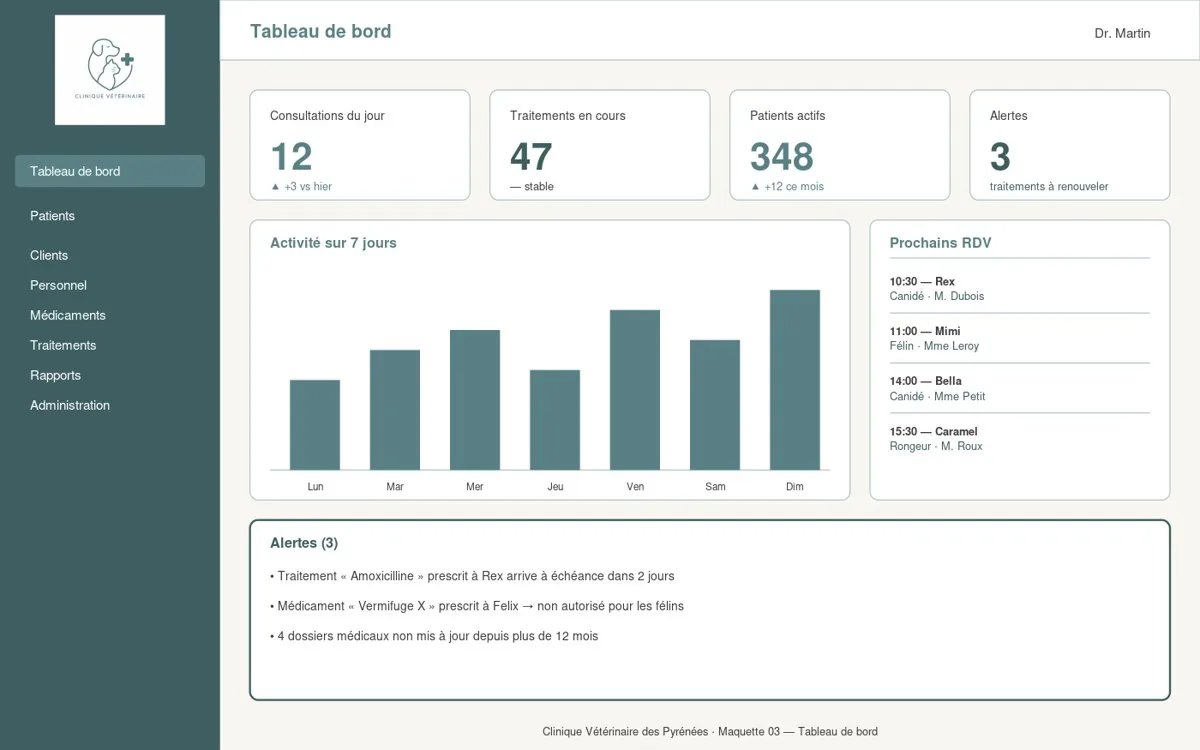 CLINIQUE VÉTÉRINAIRE
Tableau de bord
Patients
Clients
Personnel
Médicaments
Traitements
Rapports
Administration
Tableau de bord
Dr. Martin
Consultations du jour
12
▲ +3 vs hier
Traitements en cours
47
— stable
Patients actifs
348
▲ +12 ce mois
Alertes
3
traitements à renouveler
Activité sur 7 jours
Lun
Mar
Mer
Jeu
Ven
Sam
Dim
Prochains RDV
10:30 — Rex
Canidé · M. Dubois
11:00 — Mimi
Félin · Mme Leroy
14:00 — Bella
Canidé · Mme Petit
15:30 — Caramel
Rongeur · M. Roux
Alertes (3)
• Traitement « Amoxicilline » prescrit à Rex arrive à échéance dans 2 jours
• Médicament « Vermifuge X » prescrit à Felix → non autorisé pour les félins
• 4 dossiers médicaux non mis à jour depuis plus de 12 mois
Clinique Vétérinaire des Pyrénées · Maquette 03 — Tableau de bord